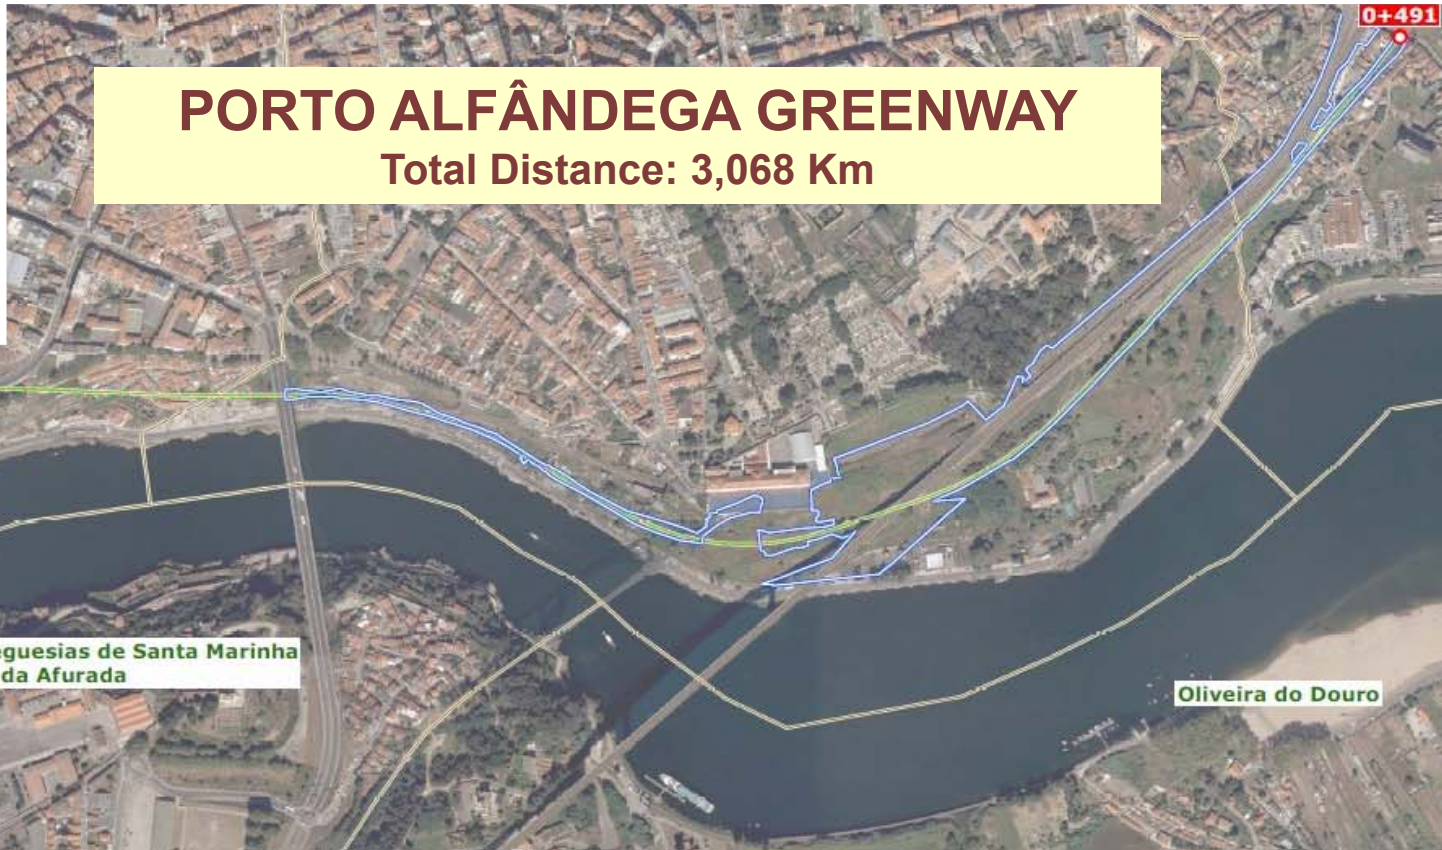 0+491
PORTO ALFÂNDEGA GREENWAY
Total Distance: 3,068 Km
eguesias de Santa Marinha
da Afurada
Oliveira do Douro